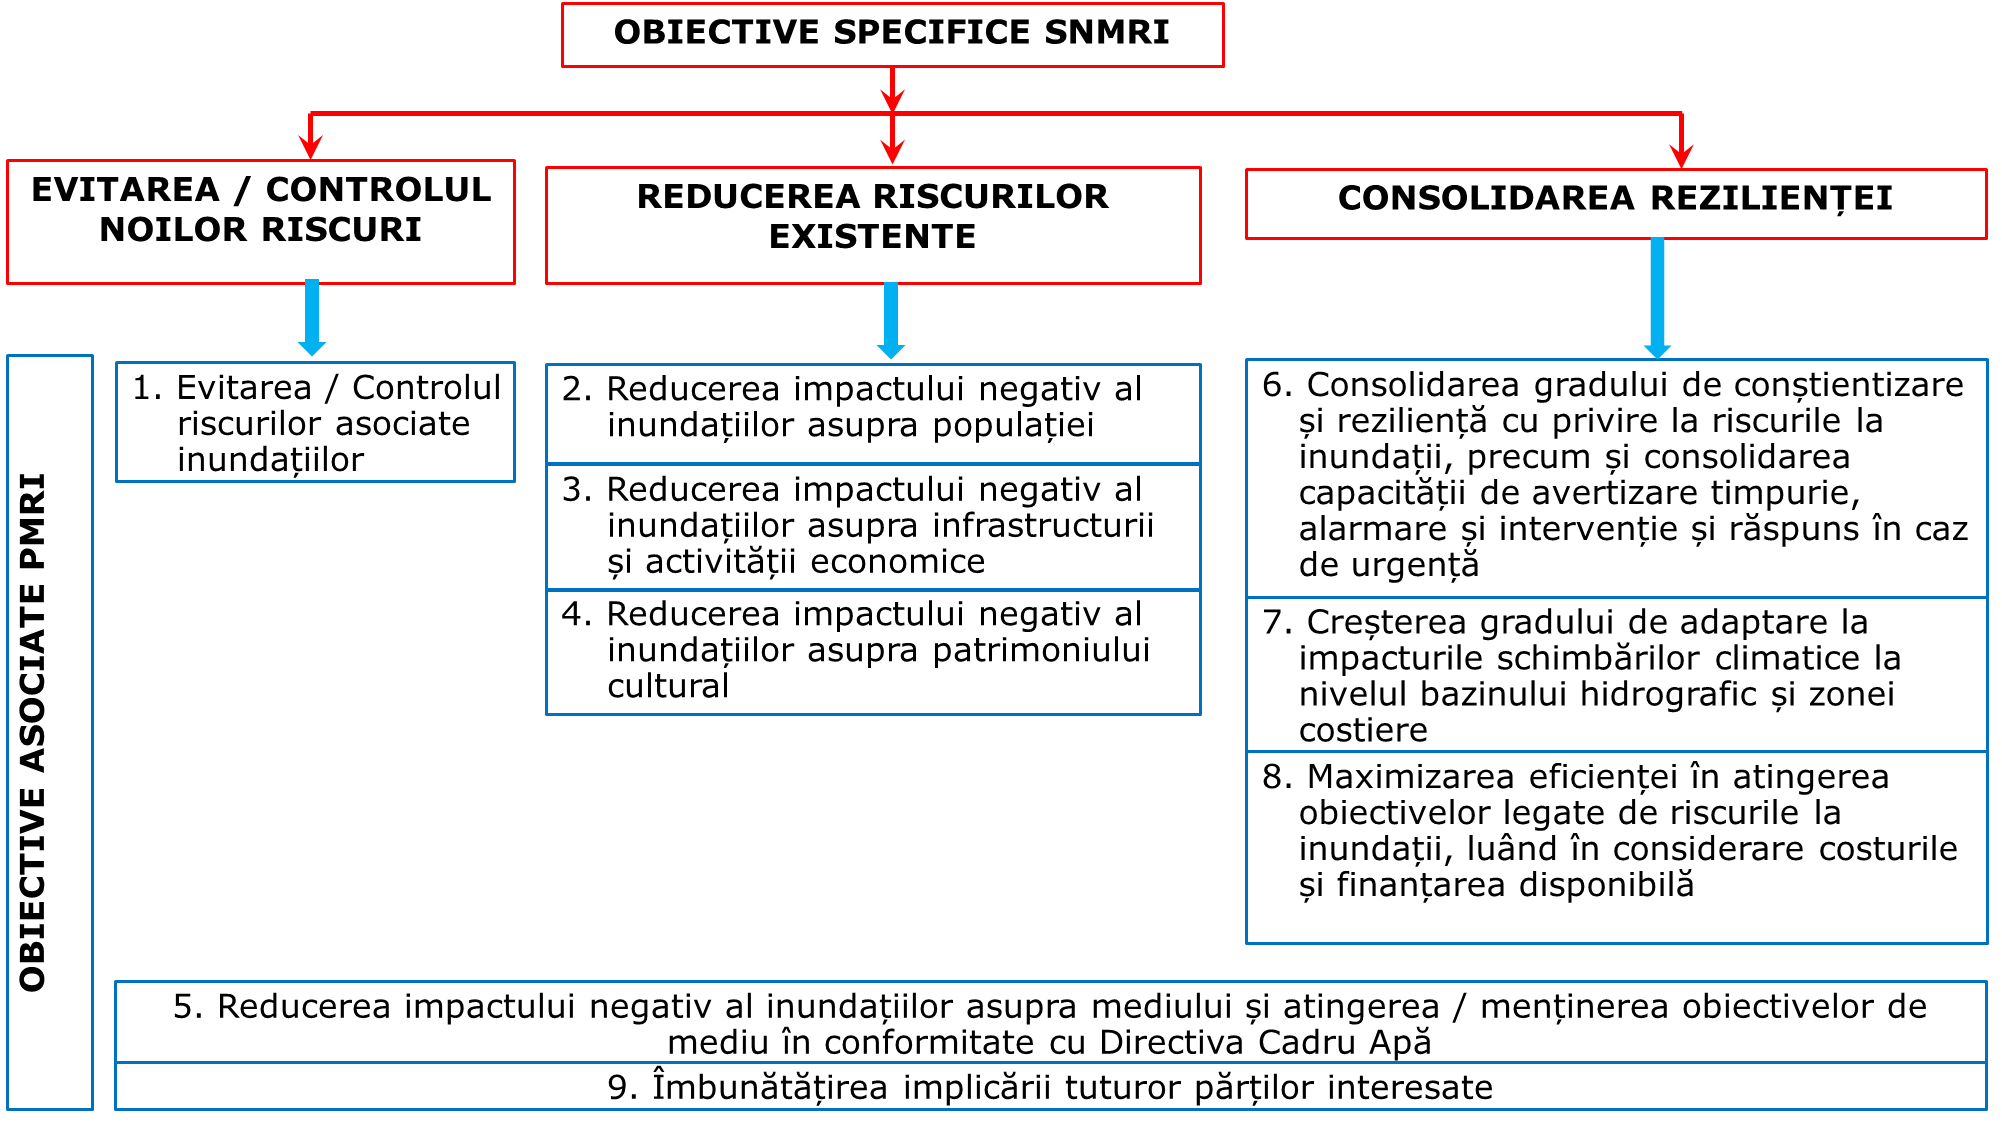 OBIECTIVE SPECIFICE SNMRI
EVITAREA / CONTROLUL
NOILOR RISCURI
REDUCEREA RISCURILOR
EXISTENTE
CONSOLIDAREA REZILIENȚEI
OBIECTIVE ASOCIATE PMRI
1. Evitarea / Controlul
riscurilor asociate
inundațiilor
2. Reducerea impactului negativ al
inundațiilor asupra populației
3. Reducerea impactului negativ al
inundațiilor asupra infrastructurii
și activității economice
4. Reducerea impactului negativ al
inundațiilor asupra patrimoniului
cultural
6. Consolidarea gradului de conștientizare
și reziliență cu privire la riscurile la
inundații, precum și consolidarea
capacității de avertizare timpurie,
alarmare și intervenție și răspuns în caz
de urgență
7. Creșterea gradului de adaptare la
impacturile schimbărilor climatice la
nivelul bazinului hidrografic și zonei
costiere
8. Maximizarea eficienței în atingerea
obiectivelor legate de riscurile la
inundații, luând în considerare costurile
și finanțarea disponibilă
5. Reducerea impactului negativ al inundațiilor asupra mediului și atingerea / menținerea obiectivelor de
mediu în conformitate cu Directiva Cadru Apă
9. Îmbunătățirea implicării tuturor părților interesate